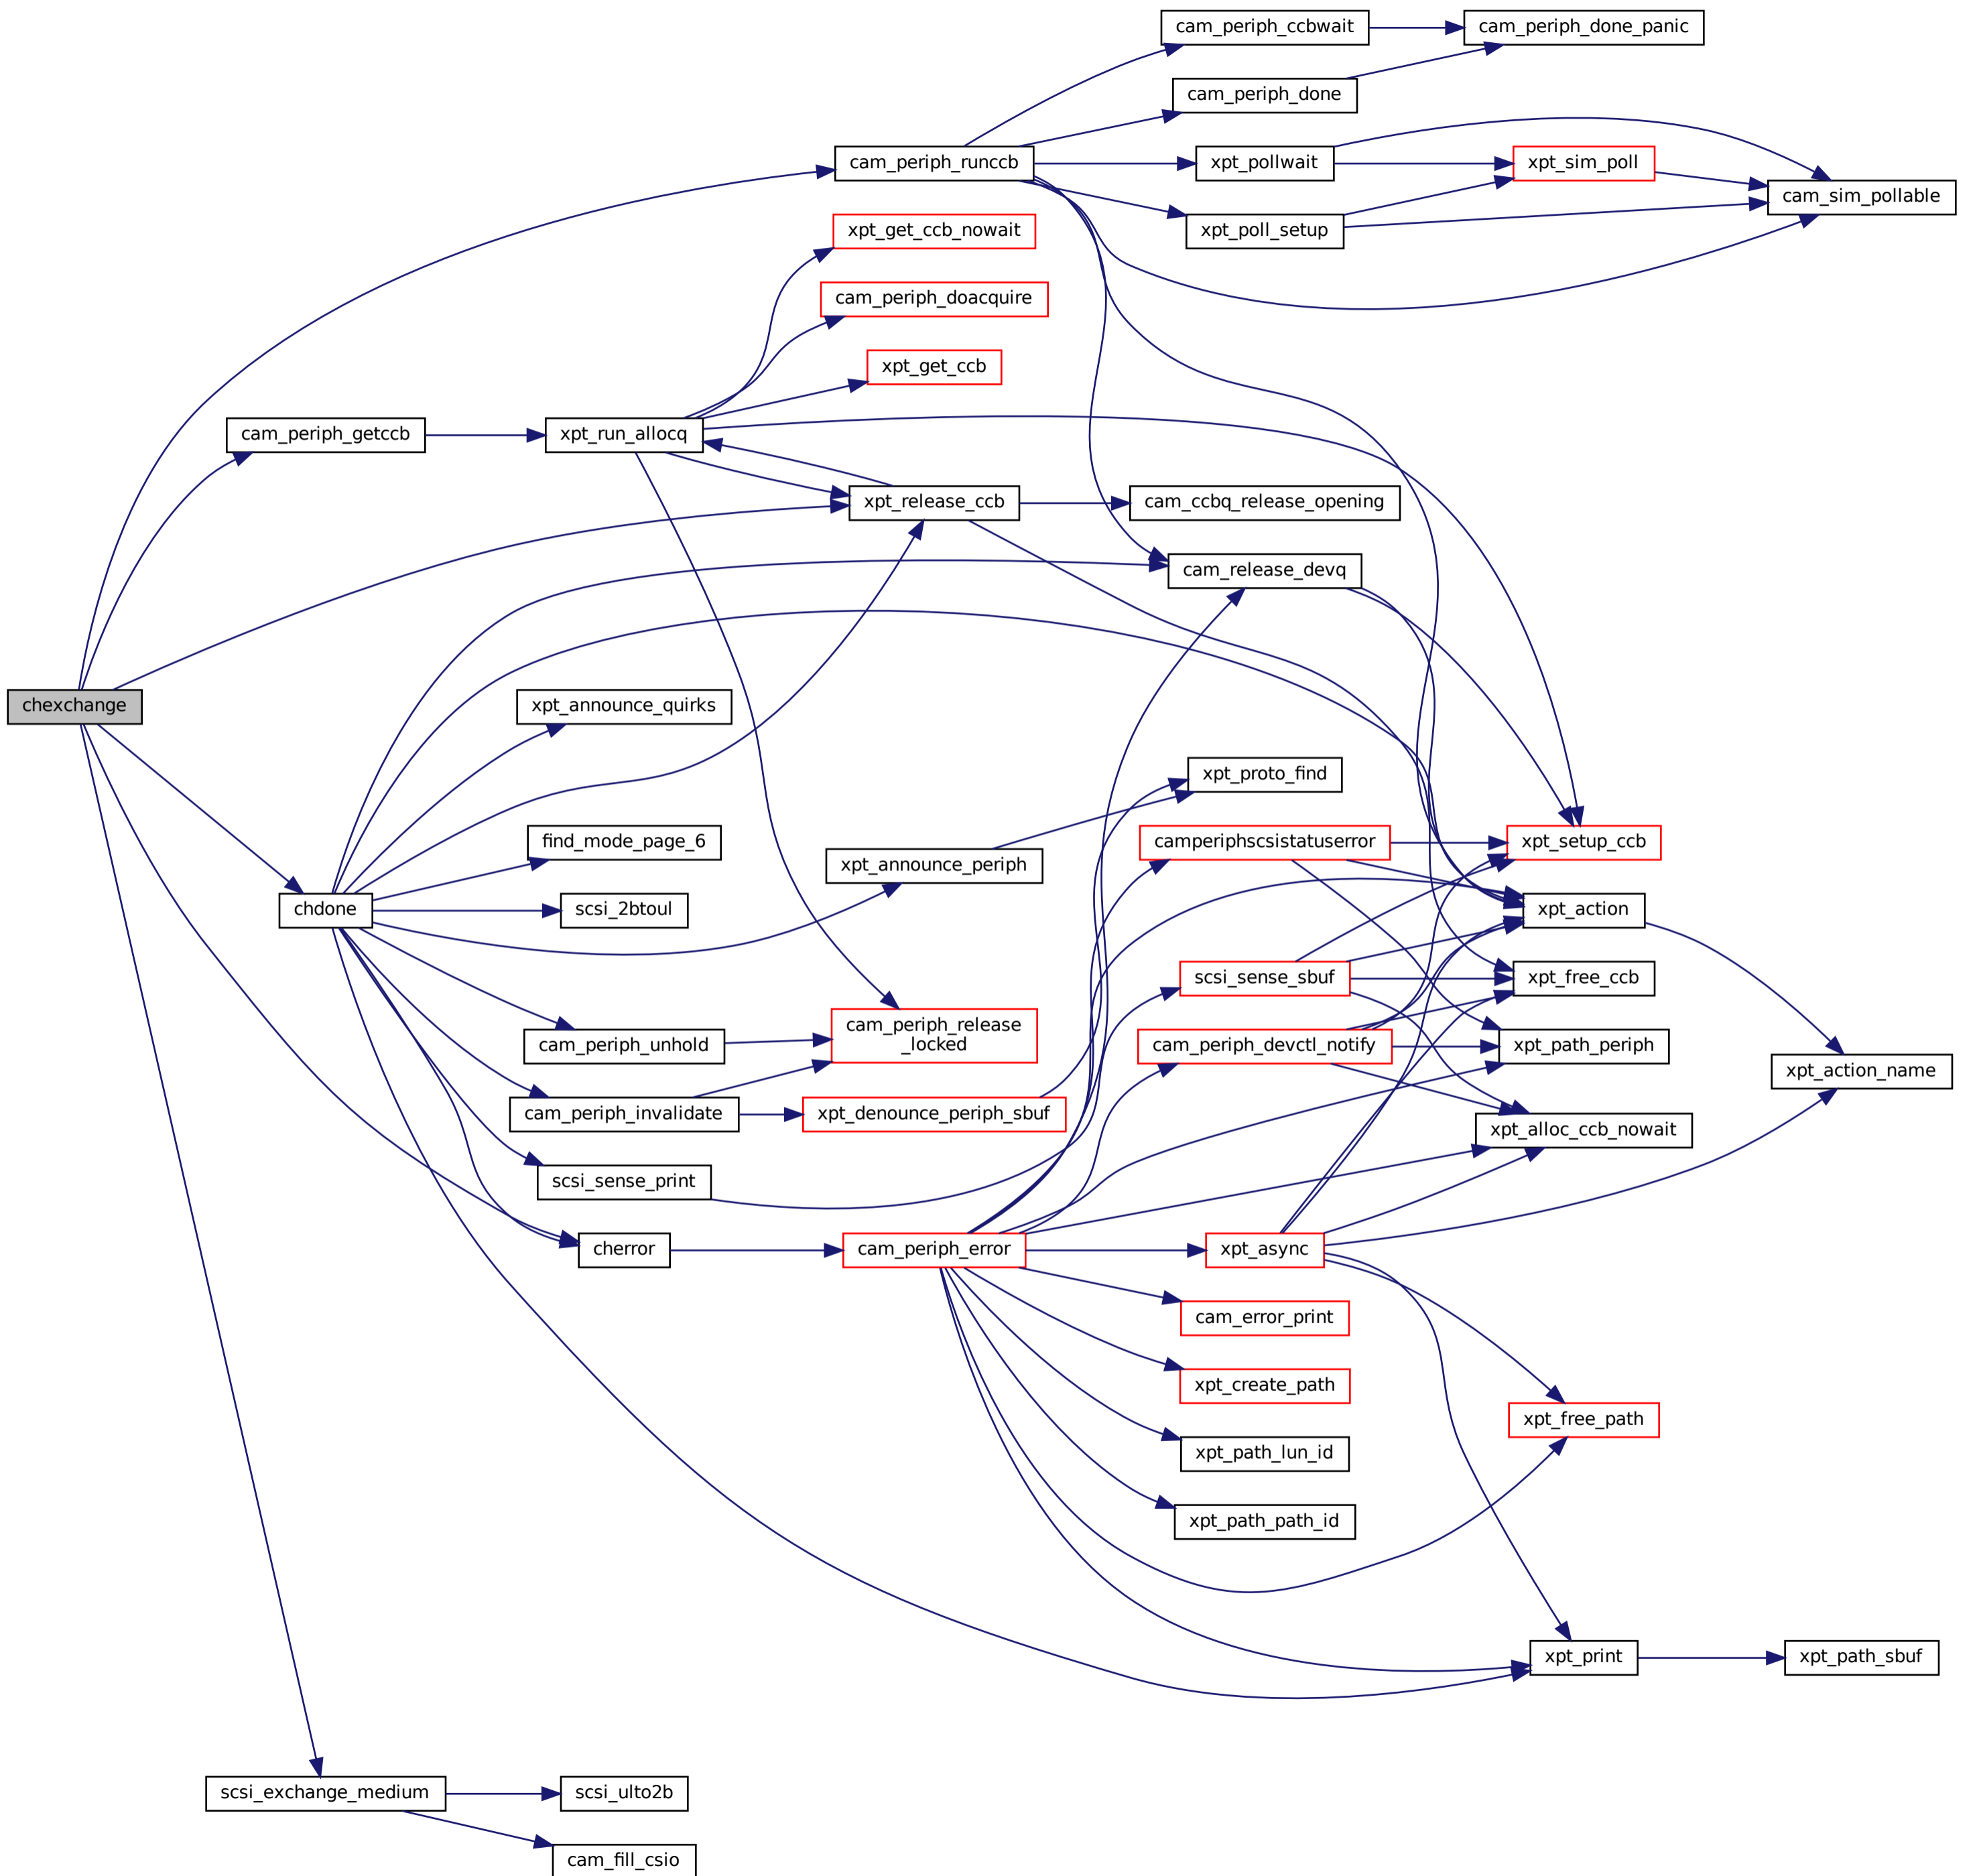 cam_periph_ccbwait
cam_periph_done_panic
cam_periph_done
cam_periph_runccb
xpt_pollwait
xpt_sim_poll
cam_sim_pollable
xpt_poll_setup
xpt_get_ccb_nowait
cam_periph_doacquire
xpt_get_ccb
cam_periph_getccb
xpt_run_allocq
xpt_release_ccb
cam_ccbq_release_opening
cam_release_devq
chexchange
xpt_announce_quirks
xpt_proto_find
find_mode_page_6
xpt_announce_periph
camperiphscsistatuserror
xpt_setup_ccb
chdone
scsi_2btoul
xpt_action
scsi_sense_sbuf
xpt_free_ccb
cam_periph_unhold
cam_periph_release
_locked
cam_periph_devctl_notify
xpt_path_periph
xpt_action_name
cam_periph_invalidate
xpt_denounce_periph_sbuf
xpt_alloc_ccb_nowait
scsi_sense_print
cherror
cam_periph_error
xpt_async
cam_error_print
xpt_create_path
xpt_free_path
xpt_path_lun_id
xpt_path_path_id
xpt_print
xpt_path_sbuf
scsi_exchange_medium
scsi_ulto2b
cam_fill_csio